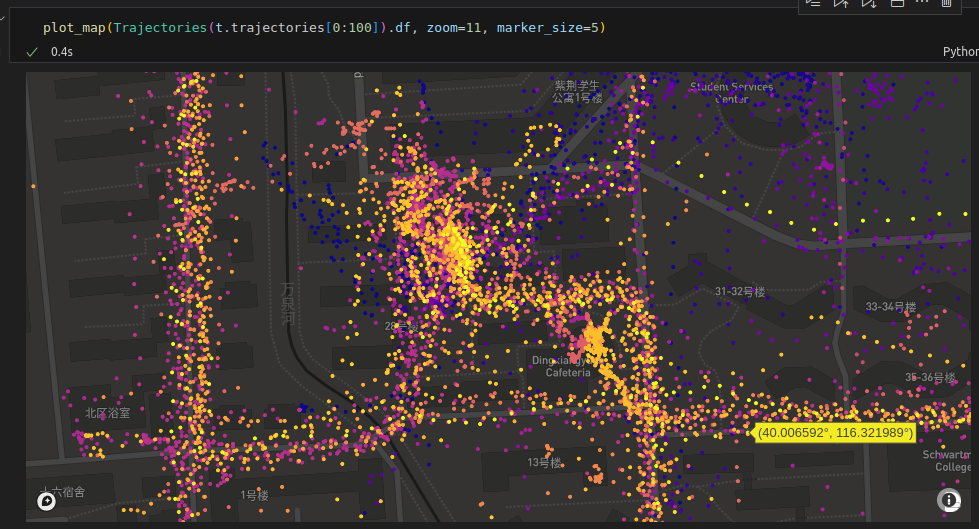 plot_map(Trajectories(t.trajectories[0:100]).df, zoom=11, marker_size=5)
0.4s
Python
紫荆学生
公寓1号楼
Student Services
Center
万泉河
31-32号楼
33-34号楼
28号楼
Cafeteria
35-36号楼
北区浴室
(40.006592°, 116.321989°)
13号楼
Schwartzm
College
十六宿舍
1号楼